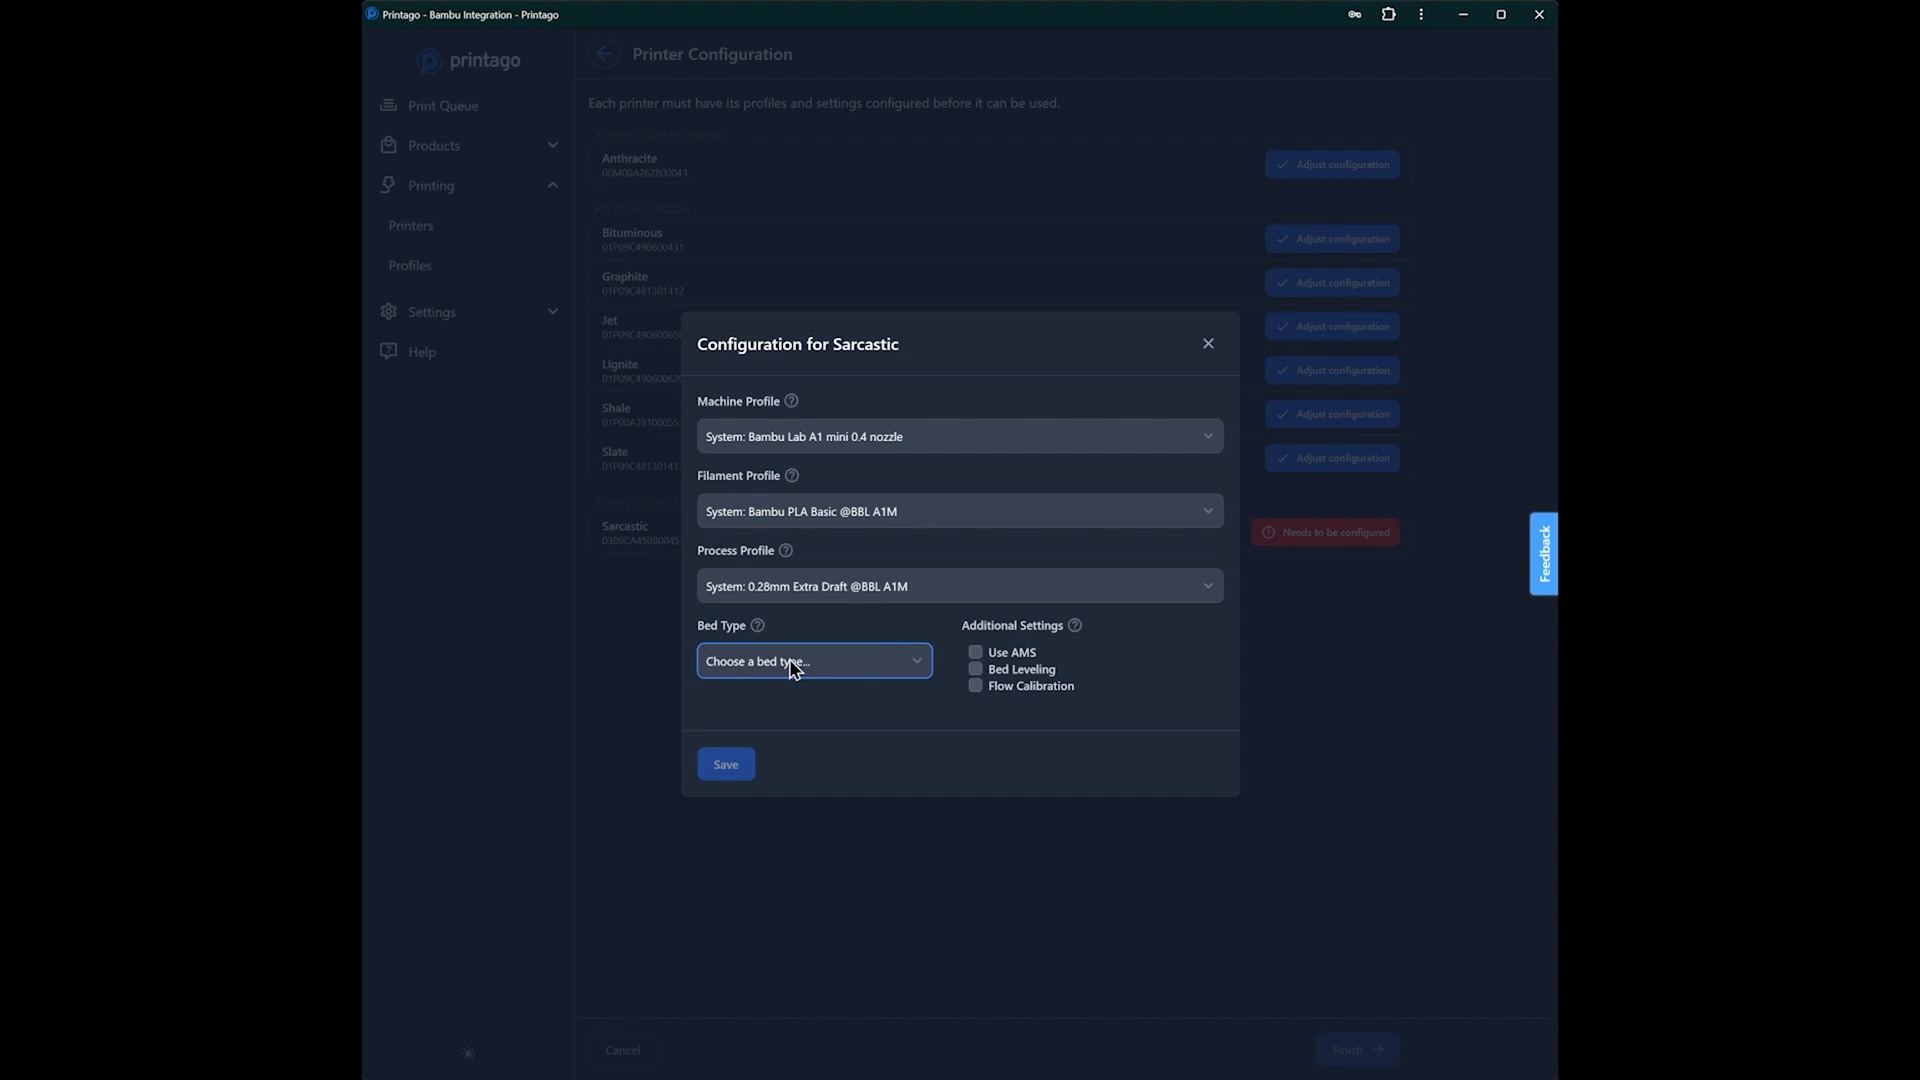 Printago - Bambu Integration - Printago
printago
Printer Configuration
Print Queue
Each printer must have its profiles and settings configured before it can be used.
Products
Anthracite
00M00A262800043
Adjust configuration
Printing
Printers
Bituminous
01P09C490600431
Adjust configuration
Profiles
Graphite
01P09C481301412
Adjust configuration
Settings
Jet
Adjust configuration
Help
Lignite
Adjust configuration
Shale
Adjust configuration
Slate
Adjust configuration
Sarcastic
Needs to be configured
Configuration for Sarcastic
Machine Profile
System: Bambu Lab A1 mini 0.4 nozzle
Filament Profile
System: Bambu PLA Basic @BBL A1M
Process Profile
System: 0.28mm Extra Draft @BBL A1M
Bed Type
Choose a bed type...
Additional Settings
Use AMS
Bed Leveling
Flow Calibration
Save
Feedback
Cancel
Finish